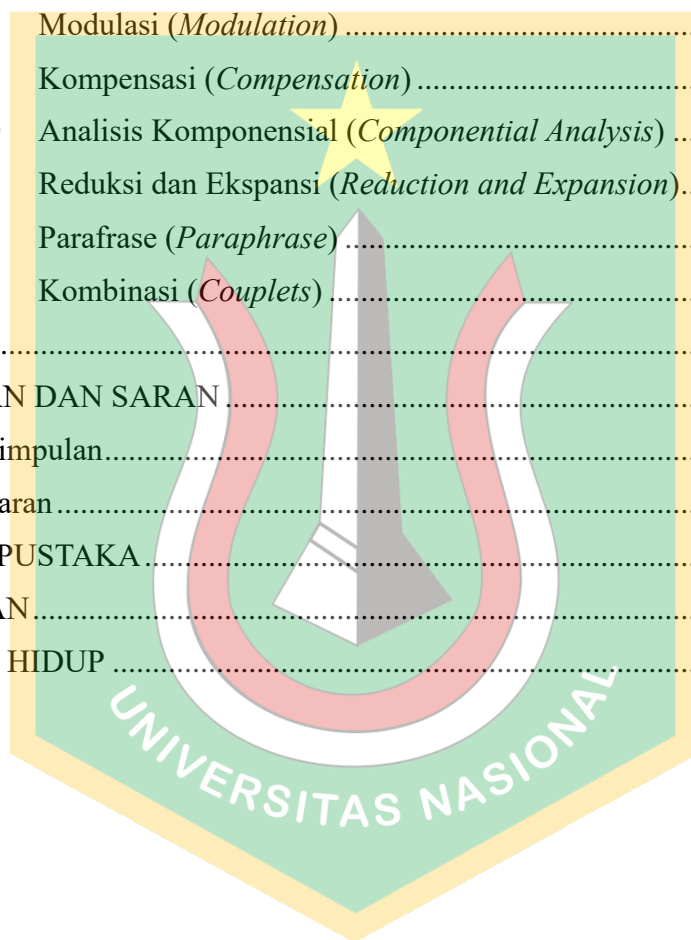 Modulasi (Modulation) ....................................................
Kompensasi (Compensation) ........................................
Analisis Komponensial (Componential Analysis) ...
Reduksi dan Ekspansi (Reduction and Expansion)..
Parafrase (Paraphrase) ....................................................
Kombinasi (Couplets) ......................................................
....................................................................................................
N DAN SARAN ....................................................................
impulan....................................................................................
aran ...........................................................................................
PUSTAKA ................................................................................
AN ...............................................................................................
HIDUP .....................................................................................
UNIVERSITAS NASIONAL